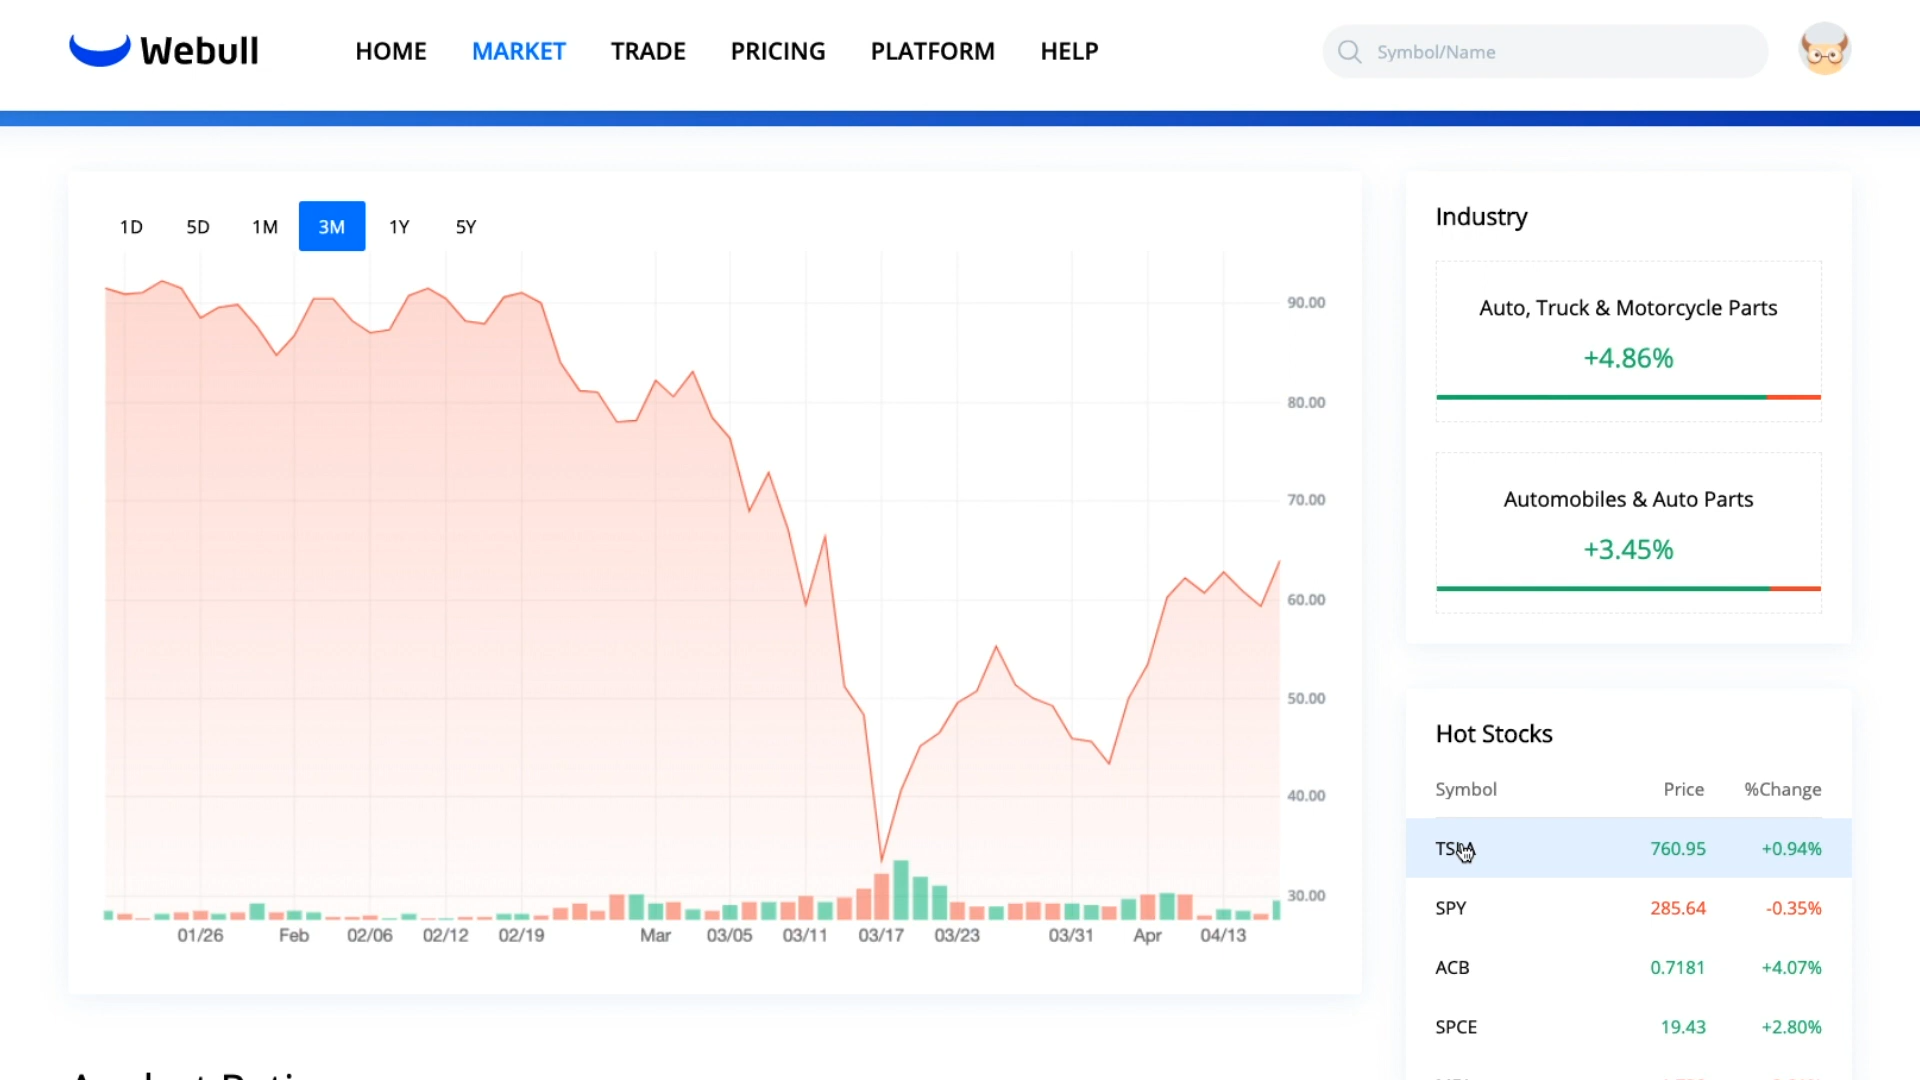 Webull
HOME MARKET TRADE PRICING PLATFORM HELP
Symbol/Name
1D 5D 1M 3M 1Y 5Y
90.00
80.00
70.00
60.00
50.00
40.00
30.00
01/26 Feb 02/06 02/12 02/19 Mar 03/05 03/11 03/17 03/23 03/31 Apr 04/13
Industry
Auto, Truck & Motorcycle Parts
+4.86%
Automobiles & Auto Parts
+3.45%
Hot Stocks
Symbol Price %Change
TSLA 760.95 +0.94%
SPY 285.64 -0.35%
ACB 0.7181 +4.07%
SPCE 19.43 +2.80%